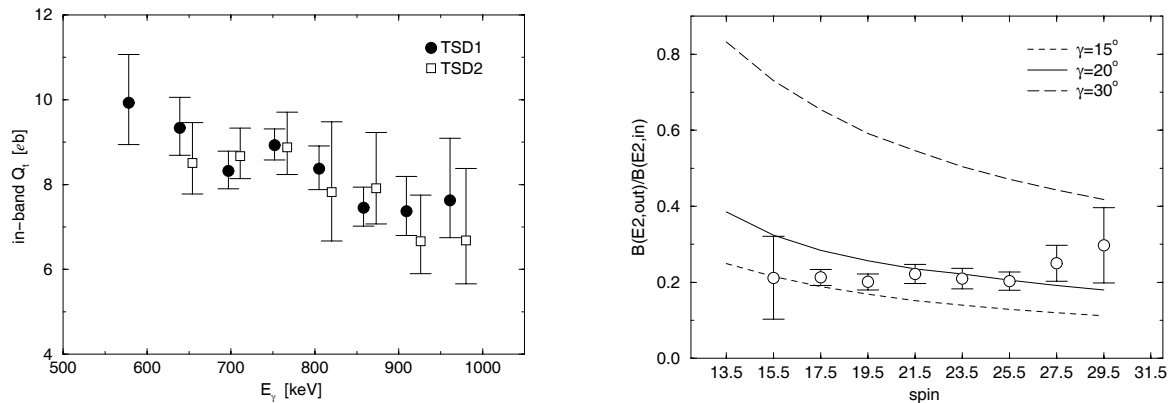 12
10
8
6
4
in-band Qt [eb]
TSD1
TSD2
500 600 700 800 900 1000
Eγ [keV]
0.8
0.6
0.4
0.2
0.0
B(E2,out)/B(E2,in)
γ=15°
γ=20°
γ=30°
13.5 15.5 17.5 19.5 21.5 23.5 25.5 27.5 29.5 31.5
spin